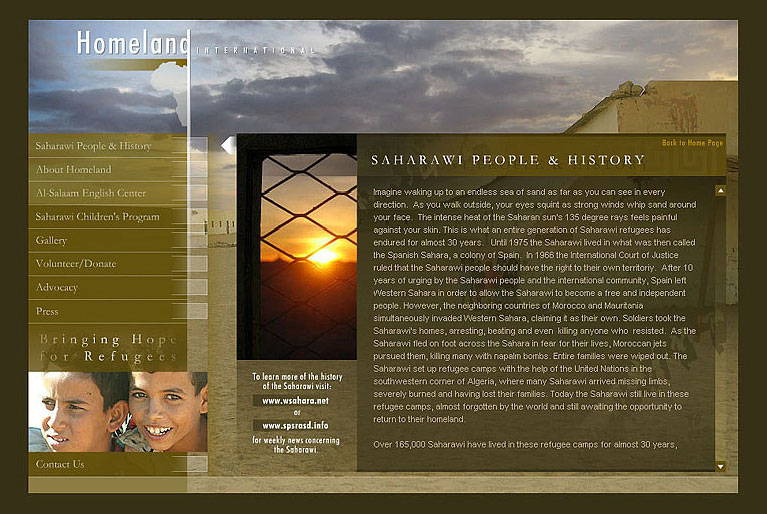 Homeland INTERNATIONAL
Back to Home Page
Saharawi People & History
About Homeland
Al-Salaam English Center
Saharawi Children's Program
Gallery
Volunteer/Donate
Advocacy
Press
Bringing Hope
for Refugees
Contact Us
SAHARAWI PEOPLE & HISTORY
Imagine waking up to an endless sea of sand as far as you can see in every
direction. As you walk outside, your eyes squint as strong winds whip sand around
your face. The intense heat of the Saharan sun's 135 degree rays feels painful
against your skin. This is what an entire generation of Saharawi refugees has
endured for almost 30 years. Until 1975 the Saharawi lived in what was then called
the Spanish Sahara, a colony of Spain. In 1966 the International Court of Justice
ruled that the Saharawi people should have the right to their own territoriy. After 10
years of urging by the Saharawi people and the international community, Spain left
Western Sahara in order to allow the Saharawi to become a free and independent
people. However, the neighboring countries of Morocco and Mauritania
simultaneously invaded Western Sahara, claiming it as their own. Soldiers took the
Saharawi's homes, arresting, beating and even killing anyone who resisted. As the
Saharawi fled on foot across the Sahara in fear for their lives, Moroccan jets
pursued them, killing many with napalm bombs. Entire families were wiped out. The
Saharawi set up refugee camps with the help of the United Nations in the
southwestern corner of Algeria, where many Saharawi arrived missing limbs,
severely burned and having lost their families. Today the Saharawi still live in these
refugee camps, almost forgotten by the world and still awaiting the opportunity to
return to their homeland.
Over 165,000 Saharawi have lived in these refugee camps for almost 30 years,
To learn more of the history
of the Saharawi visit:
www.wsahara.net
or
www.spsrasd.info
for weekly news concerning
the Saharawi.